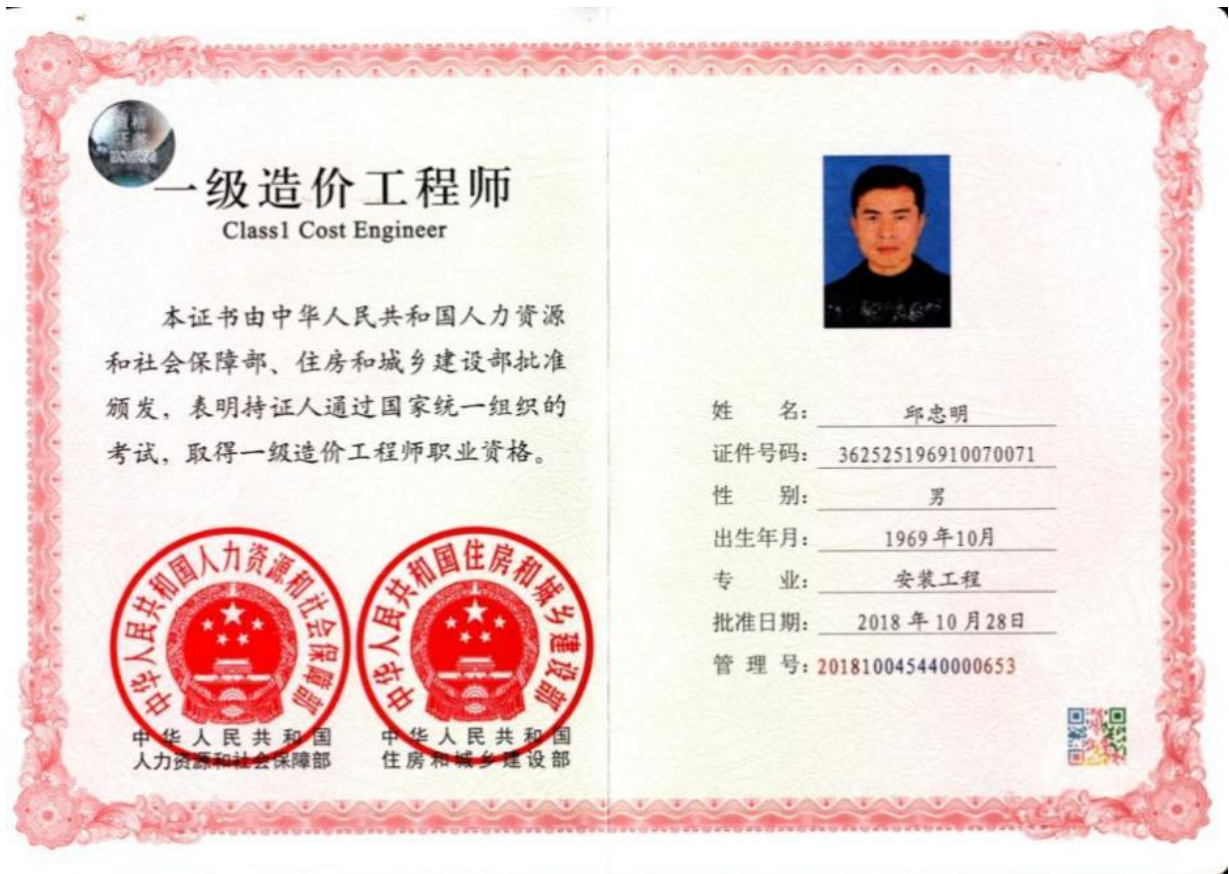 一级造价工程师
Class1 Cost Engineer
本证书由中华人民共和国人力资源
和社会保障部、住房和城乡建设部批准
颁发，表明持证人通过国家统一组织的
考试，取得一级造价工程师职业资格。
中华人民共和国人力资源和社会保障部
中华人民共和国住房和城乡建设部
中华人民共和国
人力资源和社会保障部
中华人民共和国
住房和城乡建设部
姓 名： 邱忠明
证件号码： 362525196910070071
性 别： 男
出生年月： 1969年10月
专 业： 安装工程
批准日期： 2018年10月28日
管 理 号：201810045440000653